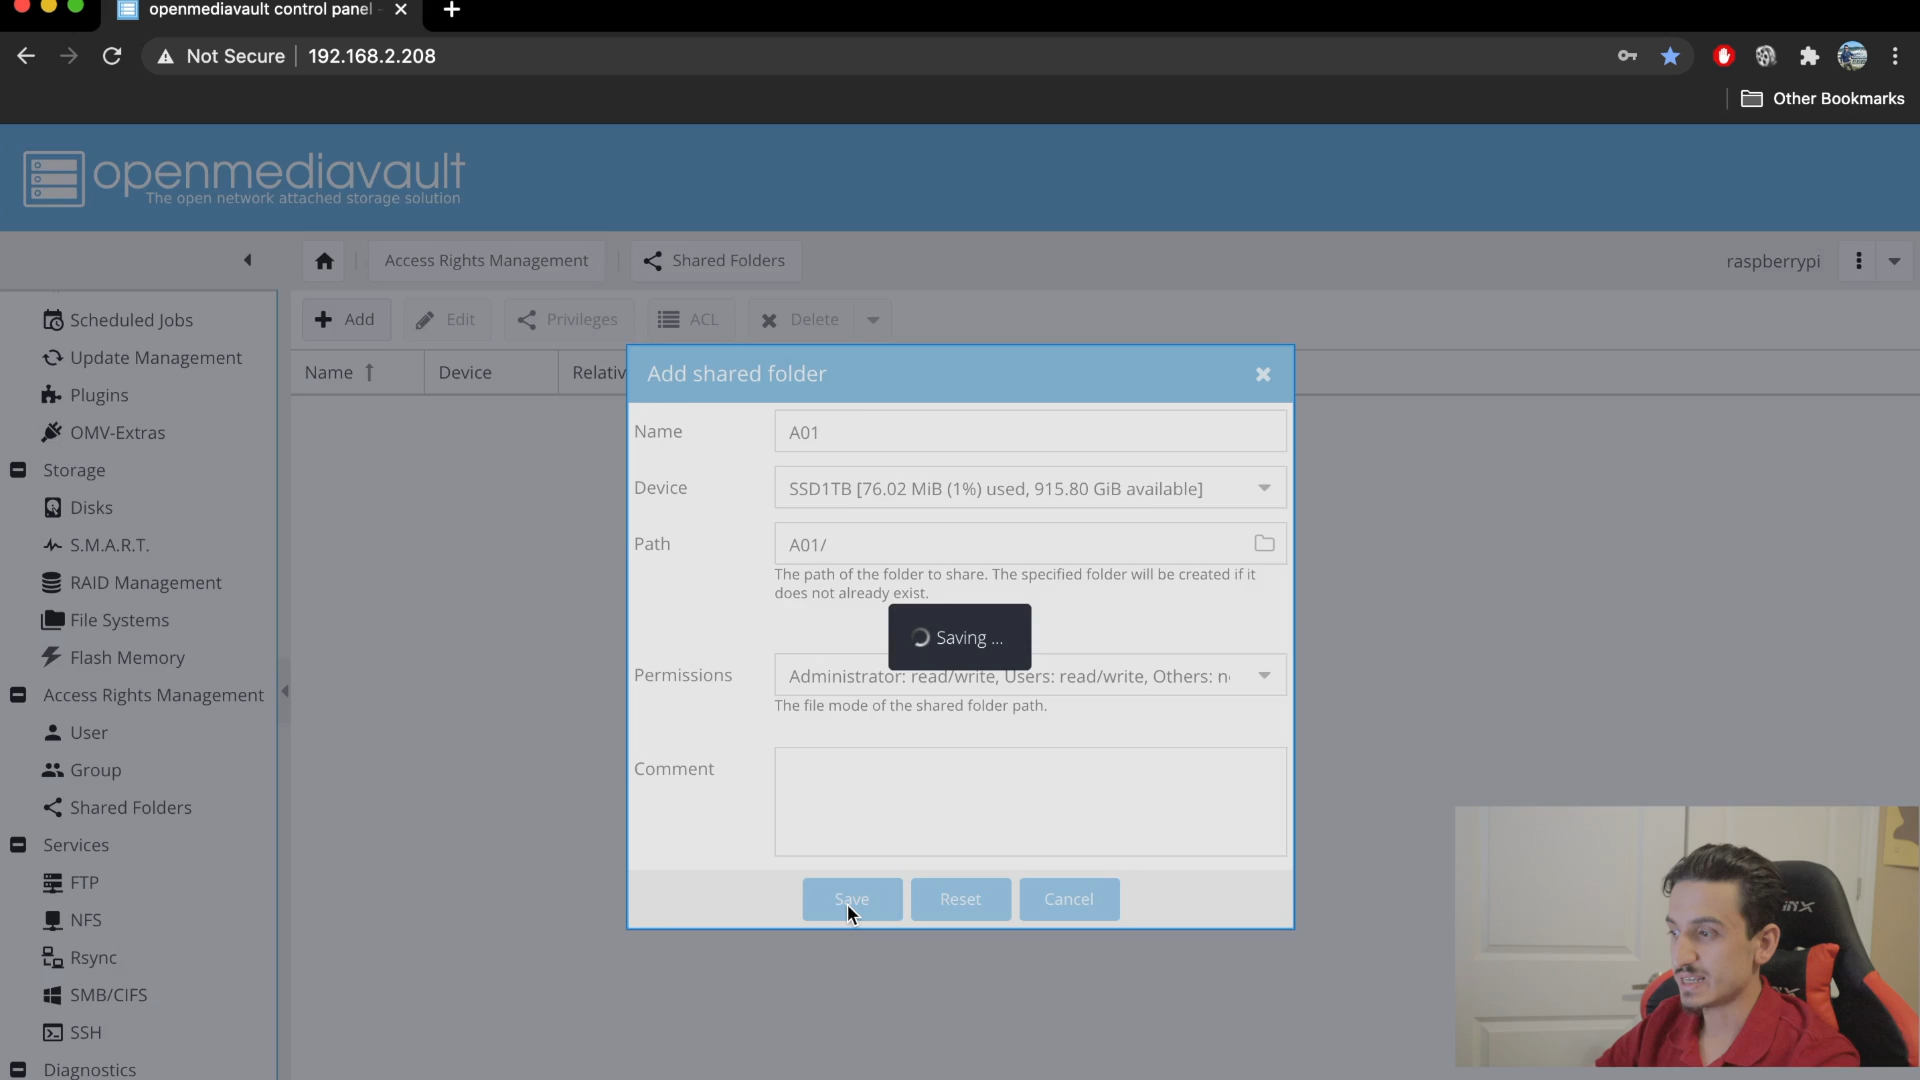 openmediavault control panel -
Not Secure 192.168.2.208
Other Bookmarks
openmediavault
The open network attached storage solution
Access Rights Management Shared Folders raspberrypi
Scheduled Jobs
Update Management
Plugins
OMV-Extras
Storage
Disks
S.M.A.R.T.
RAID Management
File Systems
Flash Memory
Access Rights Management
User
Group
Shared Folders
Services
FTP
NFS
Rsync
SMB/CIFS
SSH
Diagnostics
Add Edit Privileges ACL Delete
Name Device Relativ
Add shared folder
Name A01
Device SSD1TB [76.02 MiB (1%) used, 915.80 GiB available]
Path A01/
The path of the folder to share. The specified folder will be created if it
does not already exist.
Saving ...
Permissions Administrator: read/write, Users: read/write, Others: n
The file mode of the shared folder path.
Comment
Save Reset Cancel